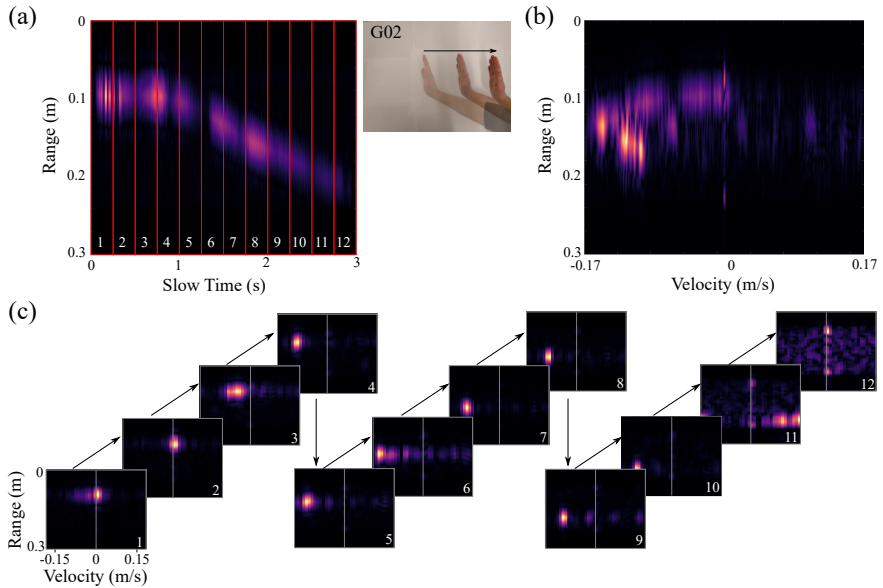 (a)
G02
Range (m)
0
0.1
0.2
0.3
1 2 3 4 5 6 7 8 9 10 11 12
0 1 2 3
Slow Time (s)
(b)
Range (m)
0
0.1
0.2
0.3
-0.17 0 0.17
Velocity (m/s)
(c)
Range (m)
0
0.3
-0.15 0 0.15
Velocity (m/s)
1
2
3
4
5
6
7
8
9
10
11
12